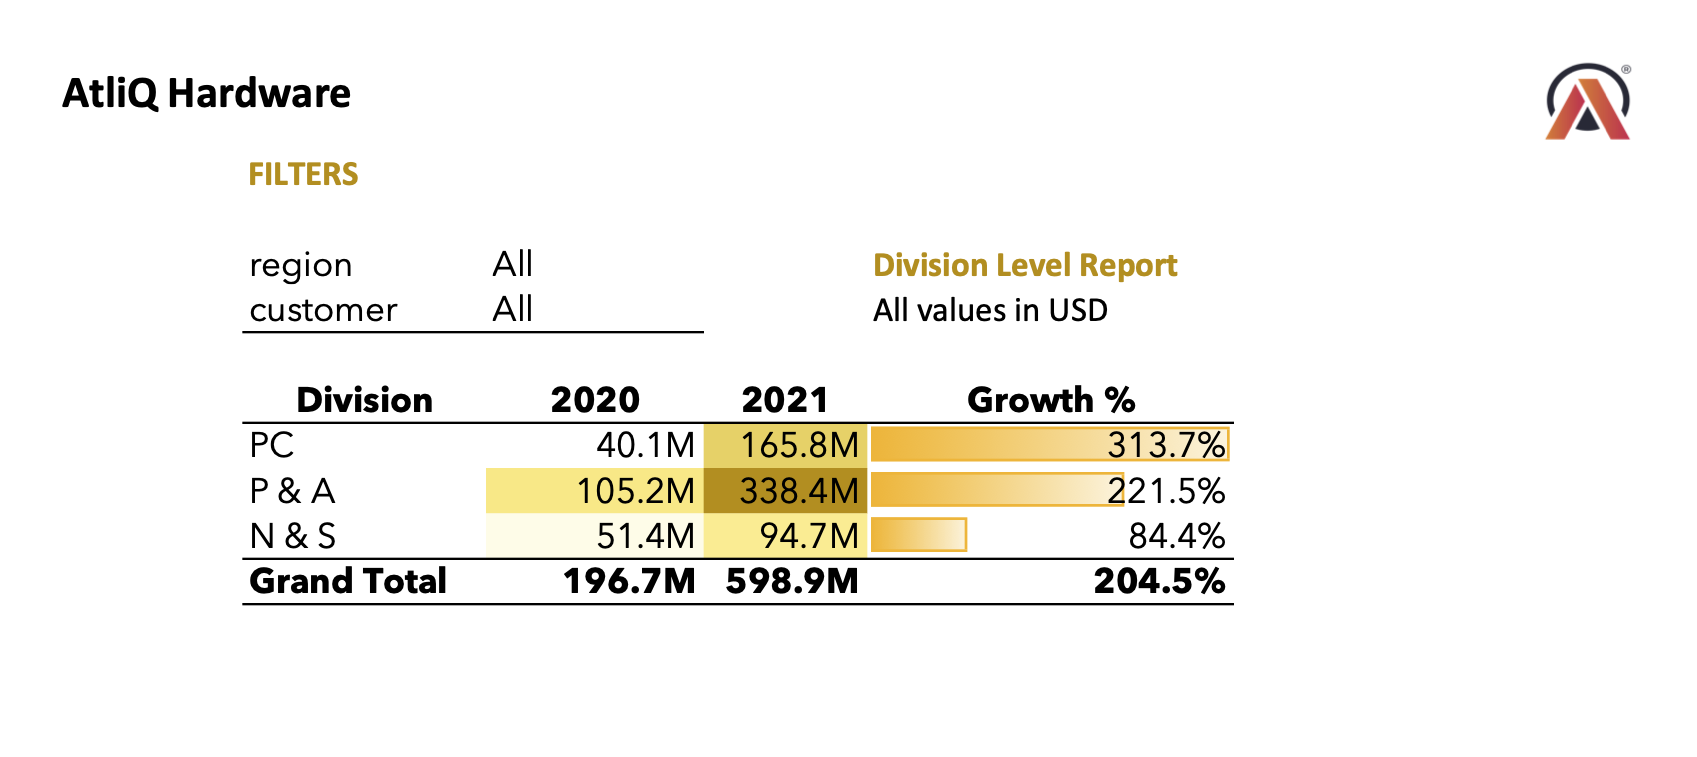 AtliQ Hardware
®
FILTERS
region All
customer All
Division Level Report
All values in USD
Division 2020 2021 Growth %
PC 40.1M 165.8M 313.7%
P & A 105.2M 338.4M 221.5%
N & S 51.4M 94.7M 84.4%
Grand Total 196.7M 598.9M 204.5%